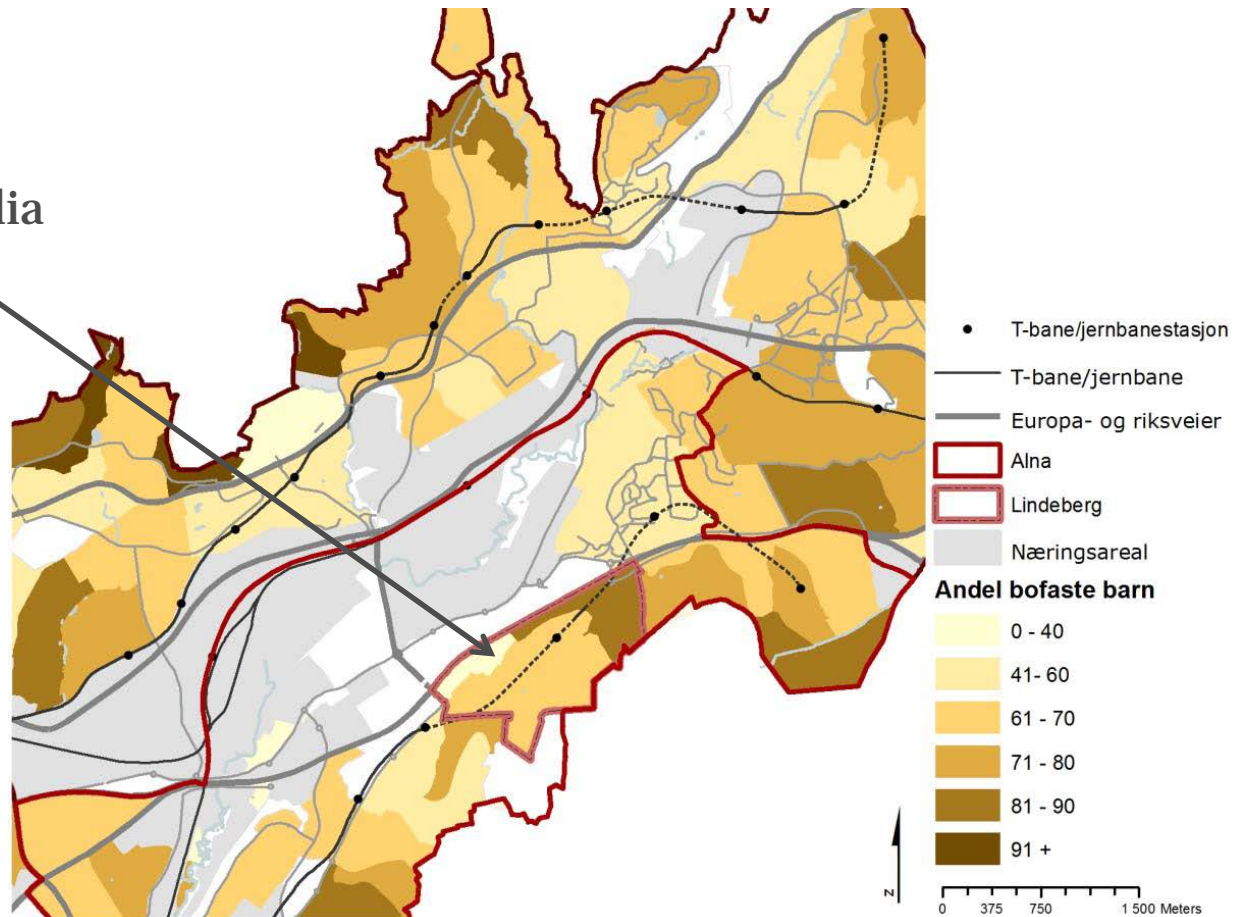 lia
T-bane/jernbanestasjon
T-bane/jernbane
Europa- og riksveier
Alna
Lindeberg
Næringsareal
Andel bofaste barn
0 - 40
41- 60
61 - 70
71 - 80
81 - 90
91 +
N
0 375 750 1 500 Meters